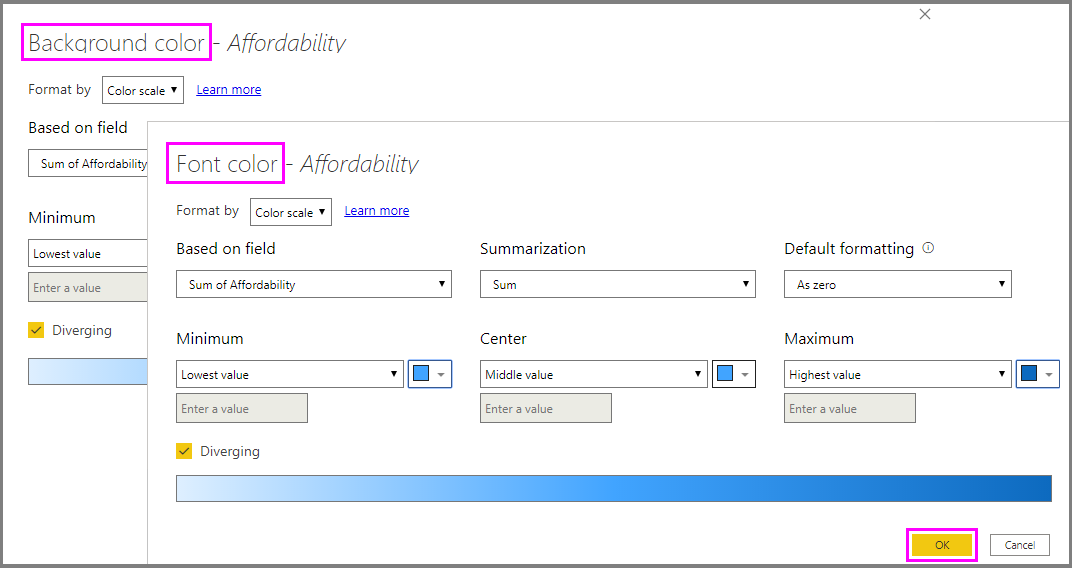 Background color - Affordability
Format by Color scale Learn more
Based on field
Sum of Affordability
Minimum
Lowest value
Enter a value
Diverging
Font color - Affordability
Format by Color scale Learn more
Based on field Summarization Default formatting
Sum of Affordability Sum As zero
Minimum Center Maximum
Lowest value Middle value Highest value
Enter a value Enter a value Enter a value
Diverging
OK Cancel